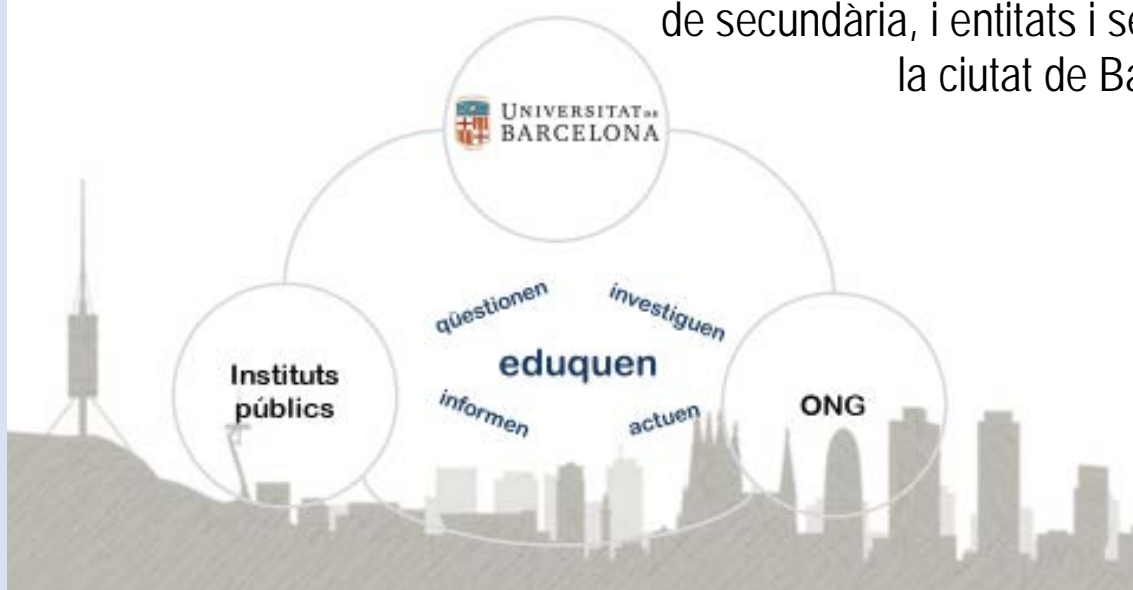 de secundària, i entitats i se
la ciutat de Ba
UNIVERSITAT DE
BARCELONA
qüestionen
investiguen
eduquen
informen
actuen
Instituts
públics
ONG